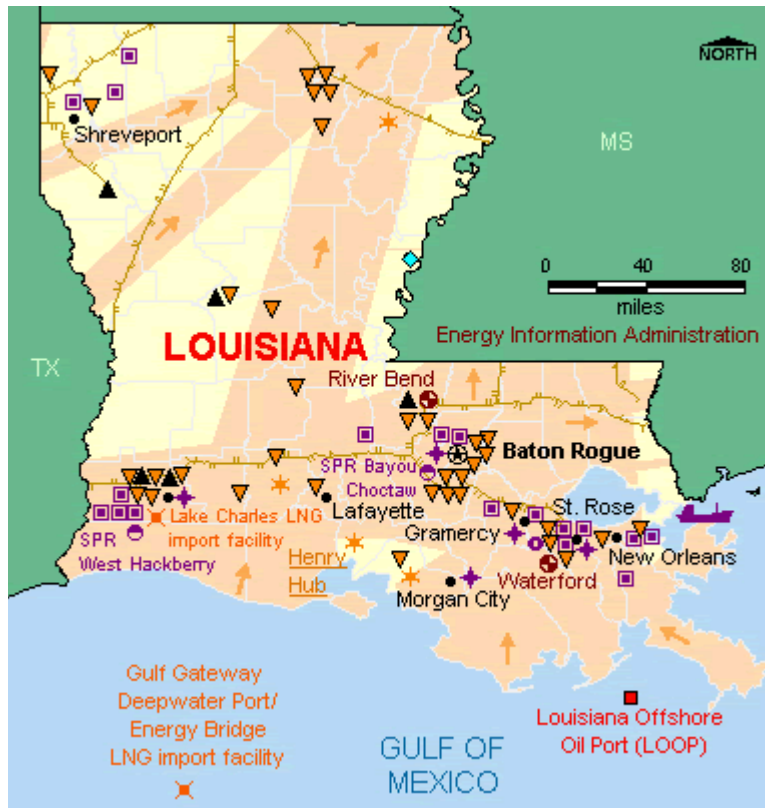 NORTH
Shreveport
MS
0 40 80
miles
Energy Information Administration
LOUISIANA
TX
River Bend
Baton Rogue
SPR Bayou
Choctaw
St. Rose
Lafayette
Lake Charles LNG
import facility
Gramercy
SPR
West Hackberry
New Orleans
Henry
Hub
Waterford
Morgan City
Gulf Gateway
Deepwater Port/
Energy Bridge
LNG import facility
Louisiana Offshore
Oil Port (LOOP)
GULF OF
MEXICO